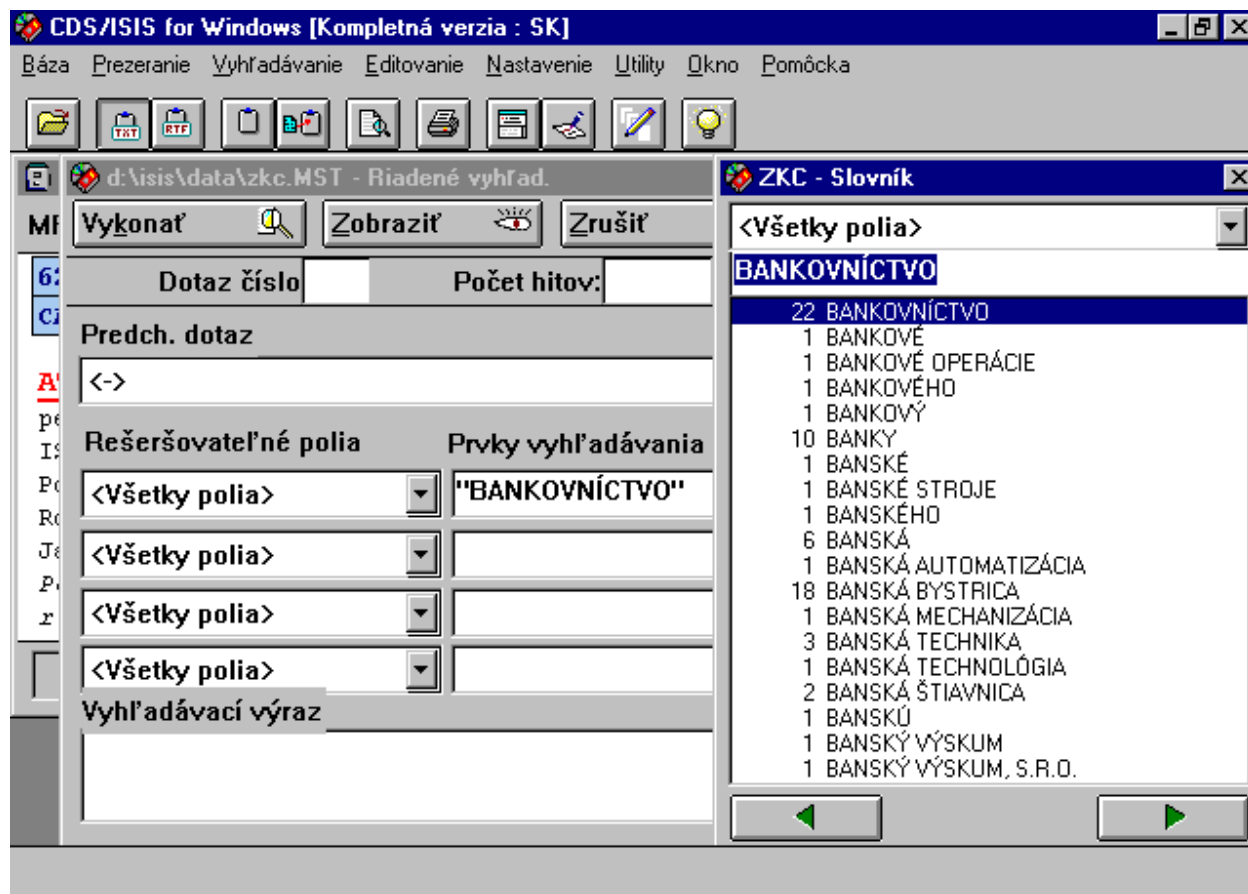 CDS/ISIS for Windows [Kompletná verzia : SK]
Báza Prezeranie Vyhľadávanie Editovanie Nastavenie Utility Okno Pomôcka
TXT RTF
d:\isis\data\zkc.MST - Riadené vyhľad.
Vykonať Zobraziť Zrušiť
Dotaz číslo Počet hitov:
Predch. dotaz
<->
Rešeršovateľné polia Prvky vyhľadávania
<Všetky polia> "BANKOVNÍCTVO"
<Všetky polia>
<Všetky polia>
<Všetky polia>
Vyhľadávací výraz
ZKC - Slovník
<Všetky polia>
BANKOVNÍCTVO
22 BANKOVNÍCTVO
1 BANKOVÉ
1 BANKOVÉ OPERÁCIE
1 BANKOVÉHO
1 BANKOVÝ
10 BANKY
1 BANSKÉ
1 BANSKÉ STROJE
1 BANSKÉHO
6 BANSKÁ
1 BANSKÁ AUTOMATIZÁCIA
18 BANSKÁ BYSTRICA
1 BANSKÁ MECHANIZÁCIA
3 BANSKÁ TECHNIKA
1 BANSKÁ TECHNOLÓGIA
2 BANSKÁ ŠTIAVNICA
1 BANSKÚ
1 BANSKÝ VÝSKUM
1 BANSKÝ VÝSKUM, S.R.O.